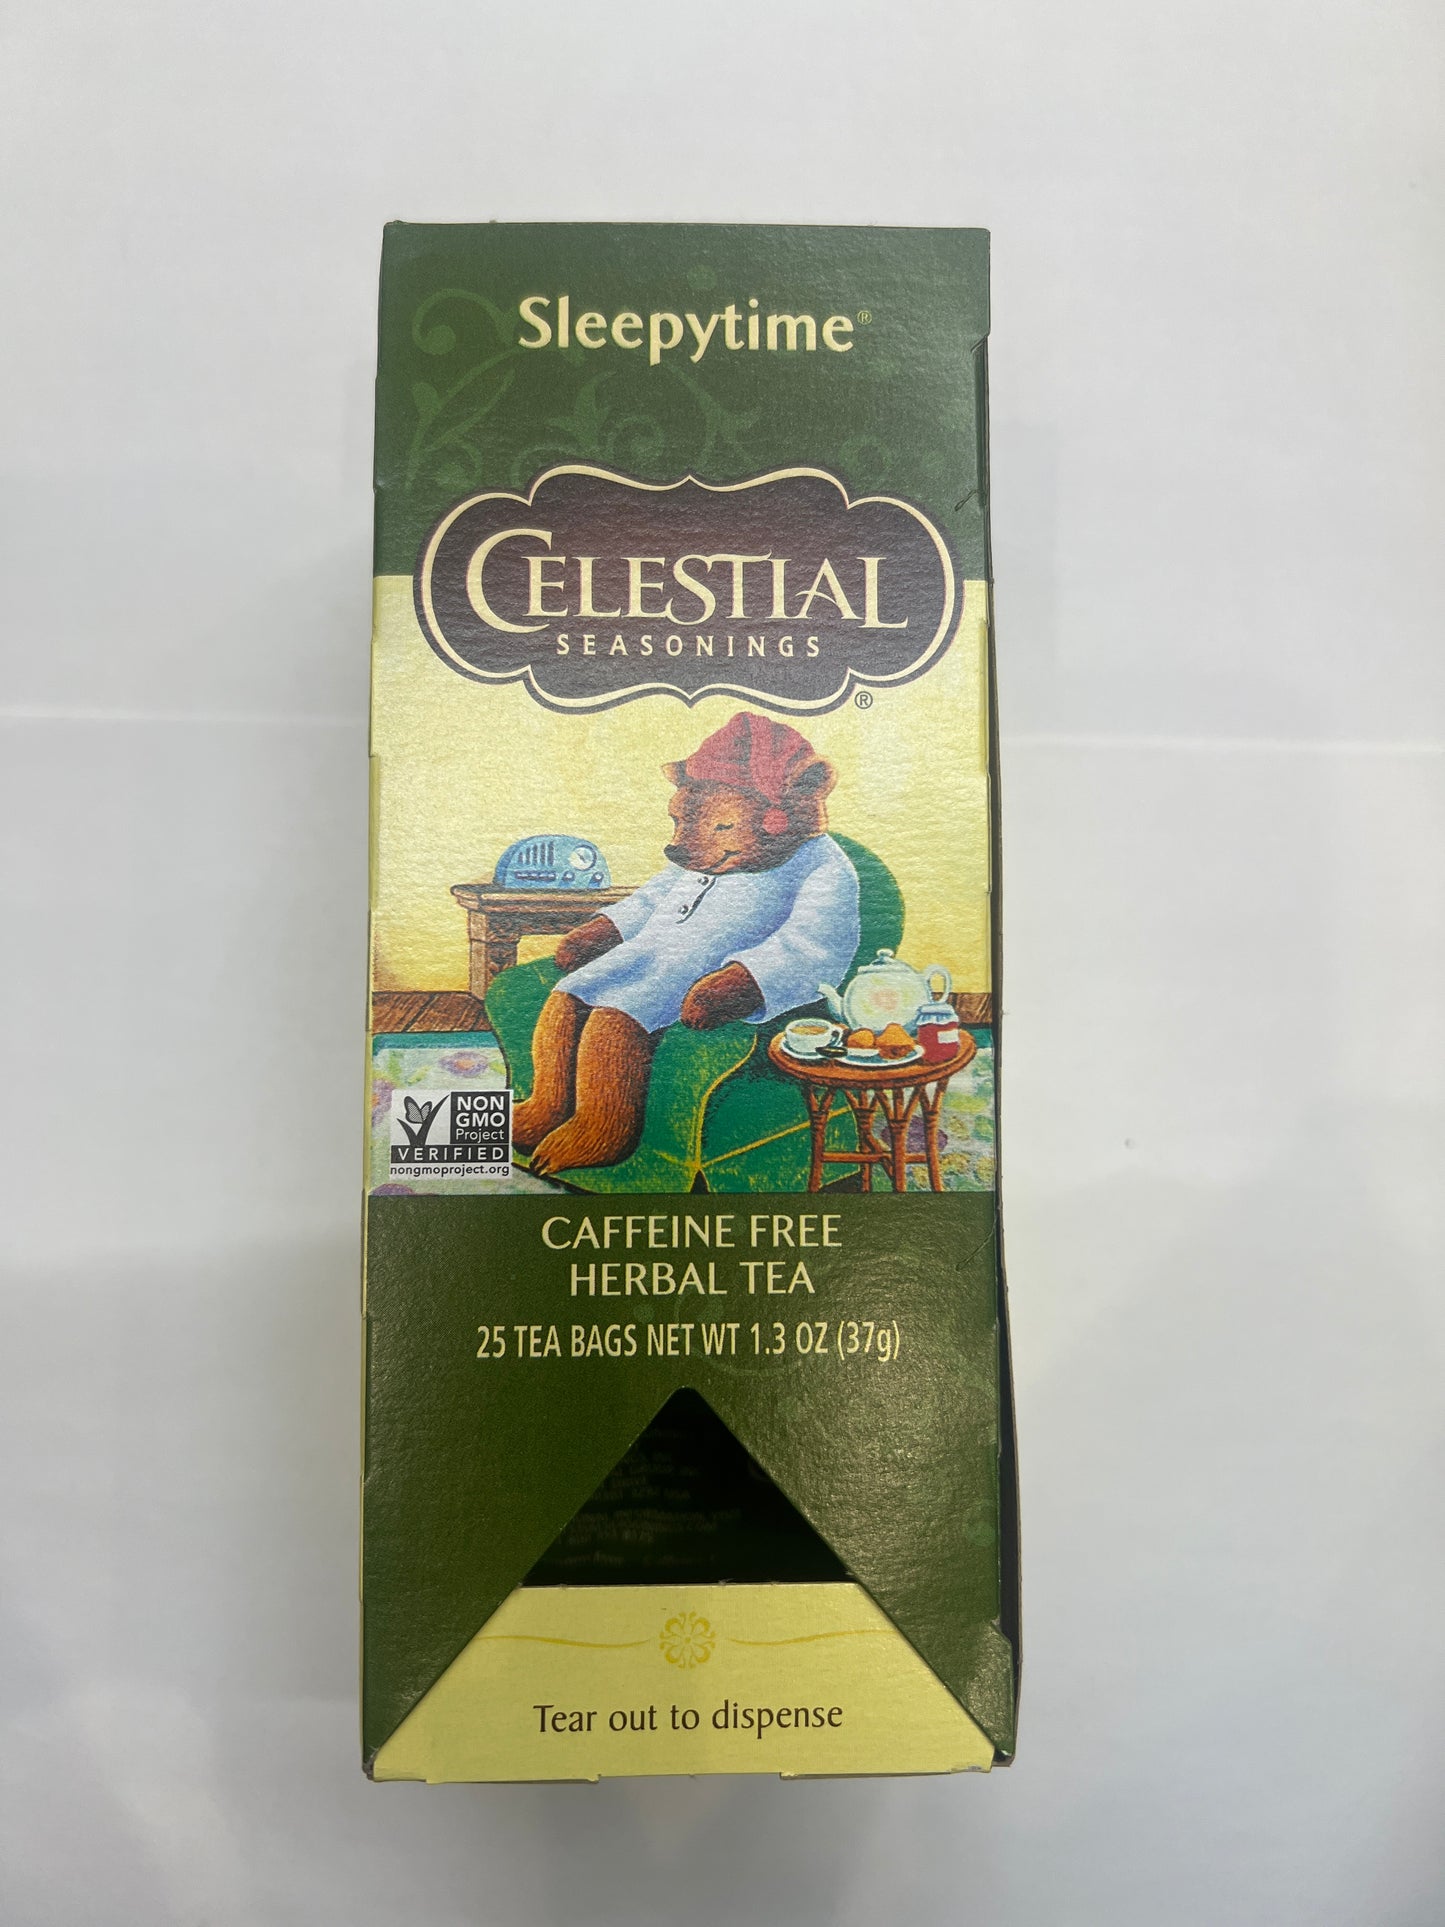 Sleepytime®
CELESTIAL
SEASONINGS
®
NON
GMO
Project
VERIFIED
nongmoproject.org
CAFFEINE FREE
HERBAL TEA
25 TEA BAGS NET WT 1.3 OZ (37g)
Tear out to dispense